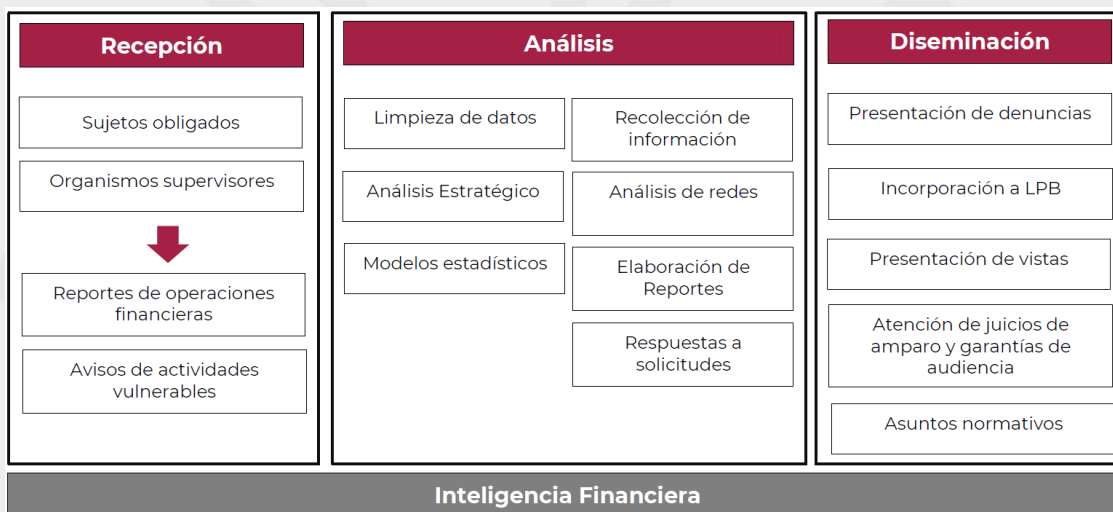 Recepción
Sujetos obligados
Organismos supervisores
Reportes de operaciones
financieras
Avisos de actividades
vulnerables
Análisis
Limpieza de datos
Análisis Estratégico
Modelos estadísticos
Recolección de
información
Análisis de redes
Elaboración de
Reportes
Respuestas a
solicitudes
Diseminación
Presentación de denuncias
Incorporación a LPB
Presentación de vistas
Atención de juicios de
amparo y garantías de
audiencia
Asuntos normativos
Inteligencia Financiera